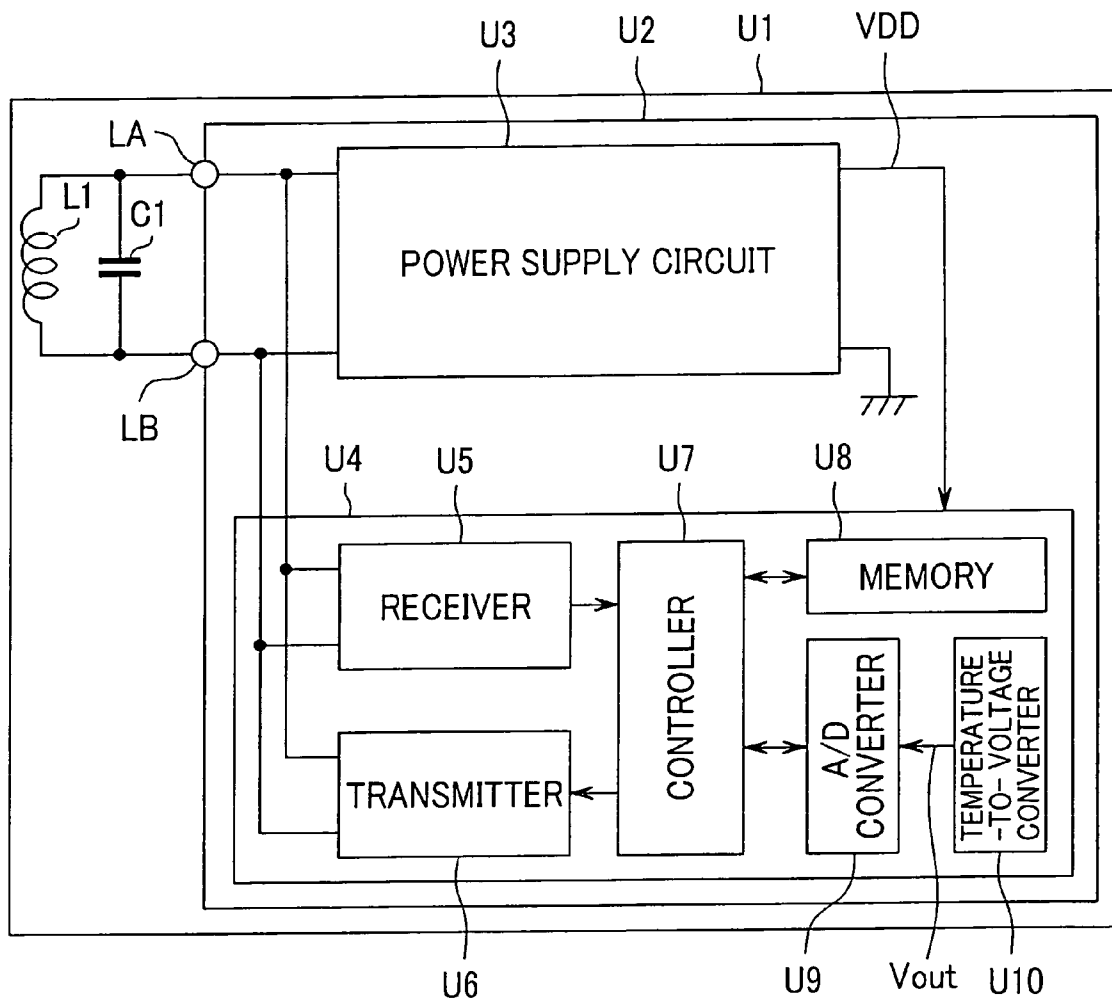 U3
U2
U1
VDD
LA
L1
C1
POWER SUPPLY CIRCUIT
LB
U4
U5
U7
U8
RECEIVER
CONTROLLER
MEMORY
TRANSMITTER
A/D
CONVERTER
TEMPERATURE
-TO- VOLTAGE
CONVERTER
U6
U9
Vout
U10